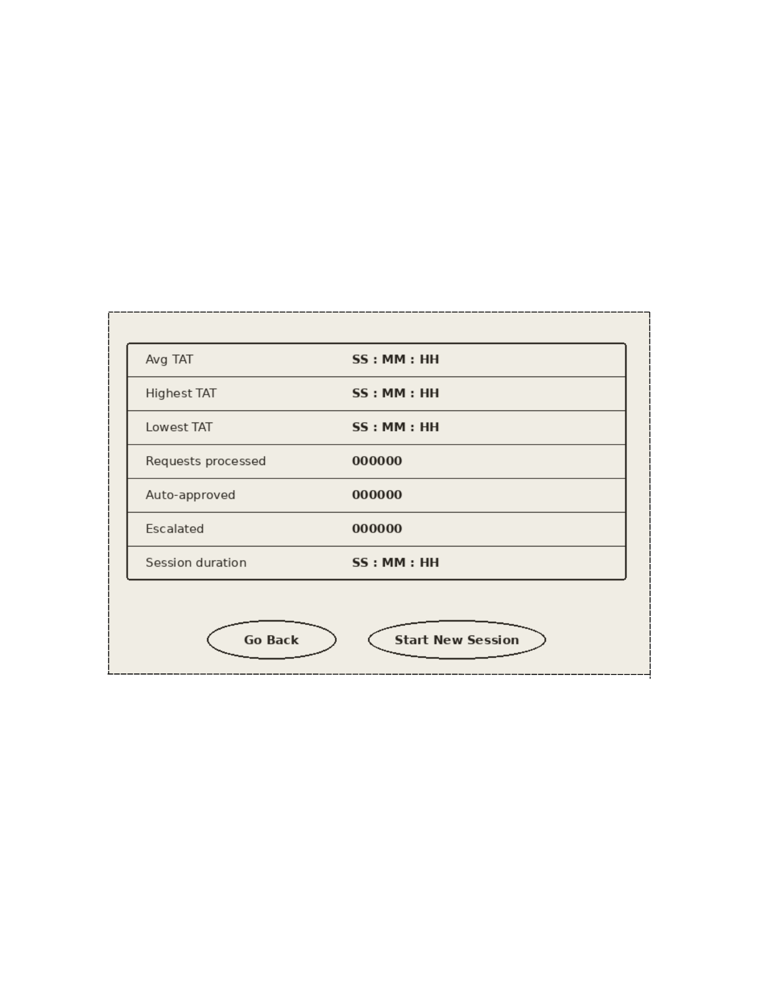 Avg TAT SS : MM : HH
Highest TAT SS : MM : HH
Lowest TAT SS : MM : HH
Requests processed 000000
Auto-approved 000000
Escalated 000000
Session duration SS : MM : HH
Go Back Start New Session